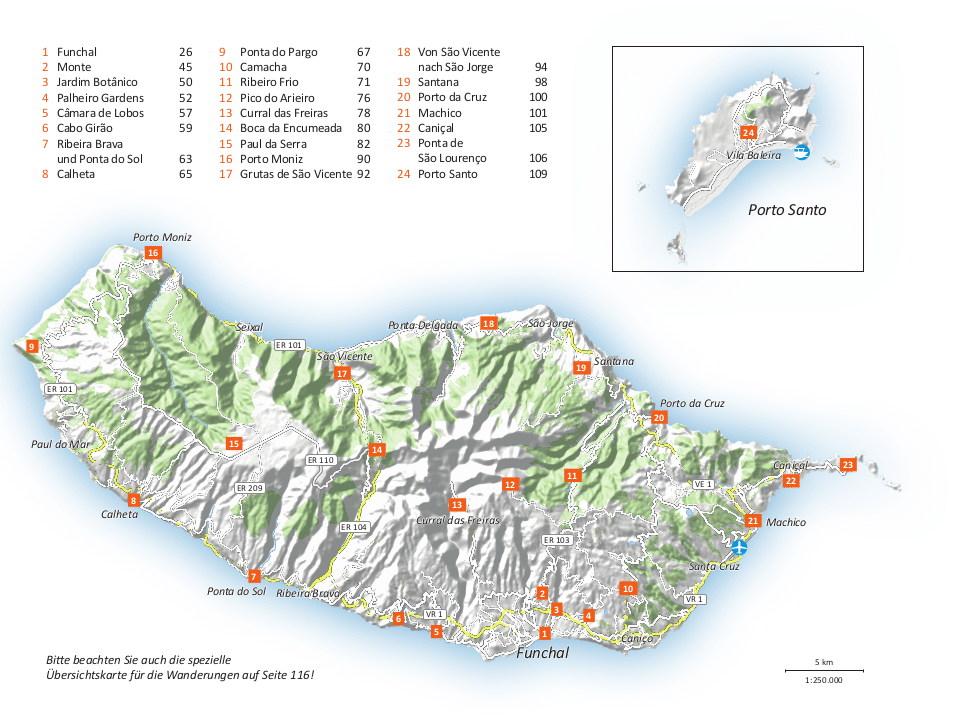 1 Funchal 26
2 Monte 45
3 Jardim Botânico 50
4 Palheiro Gardens 52
5 Câmara de Lobos 57
6 Cabo Girão 59
7 Ribeira Brava
und Ponta do Sol 63
8 Calheta 65
9 Ponta do Pargo 67
10 Camacha 70
11 Ribeiro Frio 71
12 Pico do Arieiro 76
13 Curral das Freiras 78
14 Boca da Encumeada 80
15 Paul da Serra 82
16 Porto Moniz 90
17 Grutas de São Vicente 92
18 Von São Vicente
nach São Jorge 94
19 Santana 98
20 Porto da Cruz 100
21 Machico 101
22 Caniçal 105
23 Ponta de
São Lourenço 106
24 Porto Santo 109
24
Vila Baleira
Porto Santo
Porto Moniz
16
Seixal
Ponta Delgada
18
São Jorge
ER 101
9
São Vicente
17
19
Santana
ER 101
Porto da Cruz
20
Paul do Mar
15
14
ER 110
Caniçal
23
22
11
12
VE 1
ER 209
8
Calheta
13
Curral das Freiras
21
Machico
ER 104
ER 103
Santa Cruz
7
Ponta do Sol
Ribeira Brava
10
2
VR 1
3
4
6
VR 1
5
1
Caniço
Funchal
Bitte beachten Sie auch die spezielle
Übersichtskarte für die Wanderungen auf Seite 116!
5 km
1:250.000